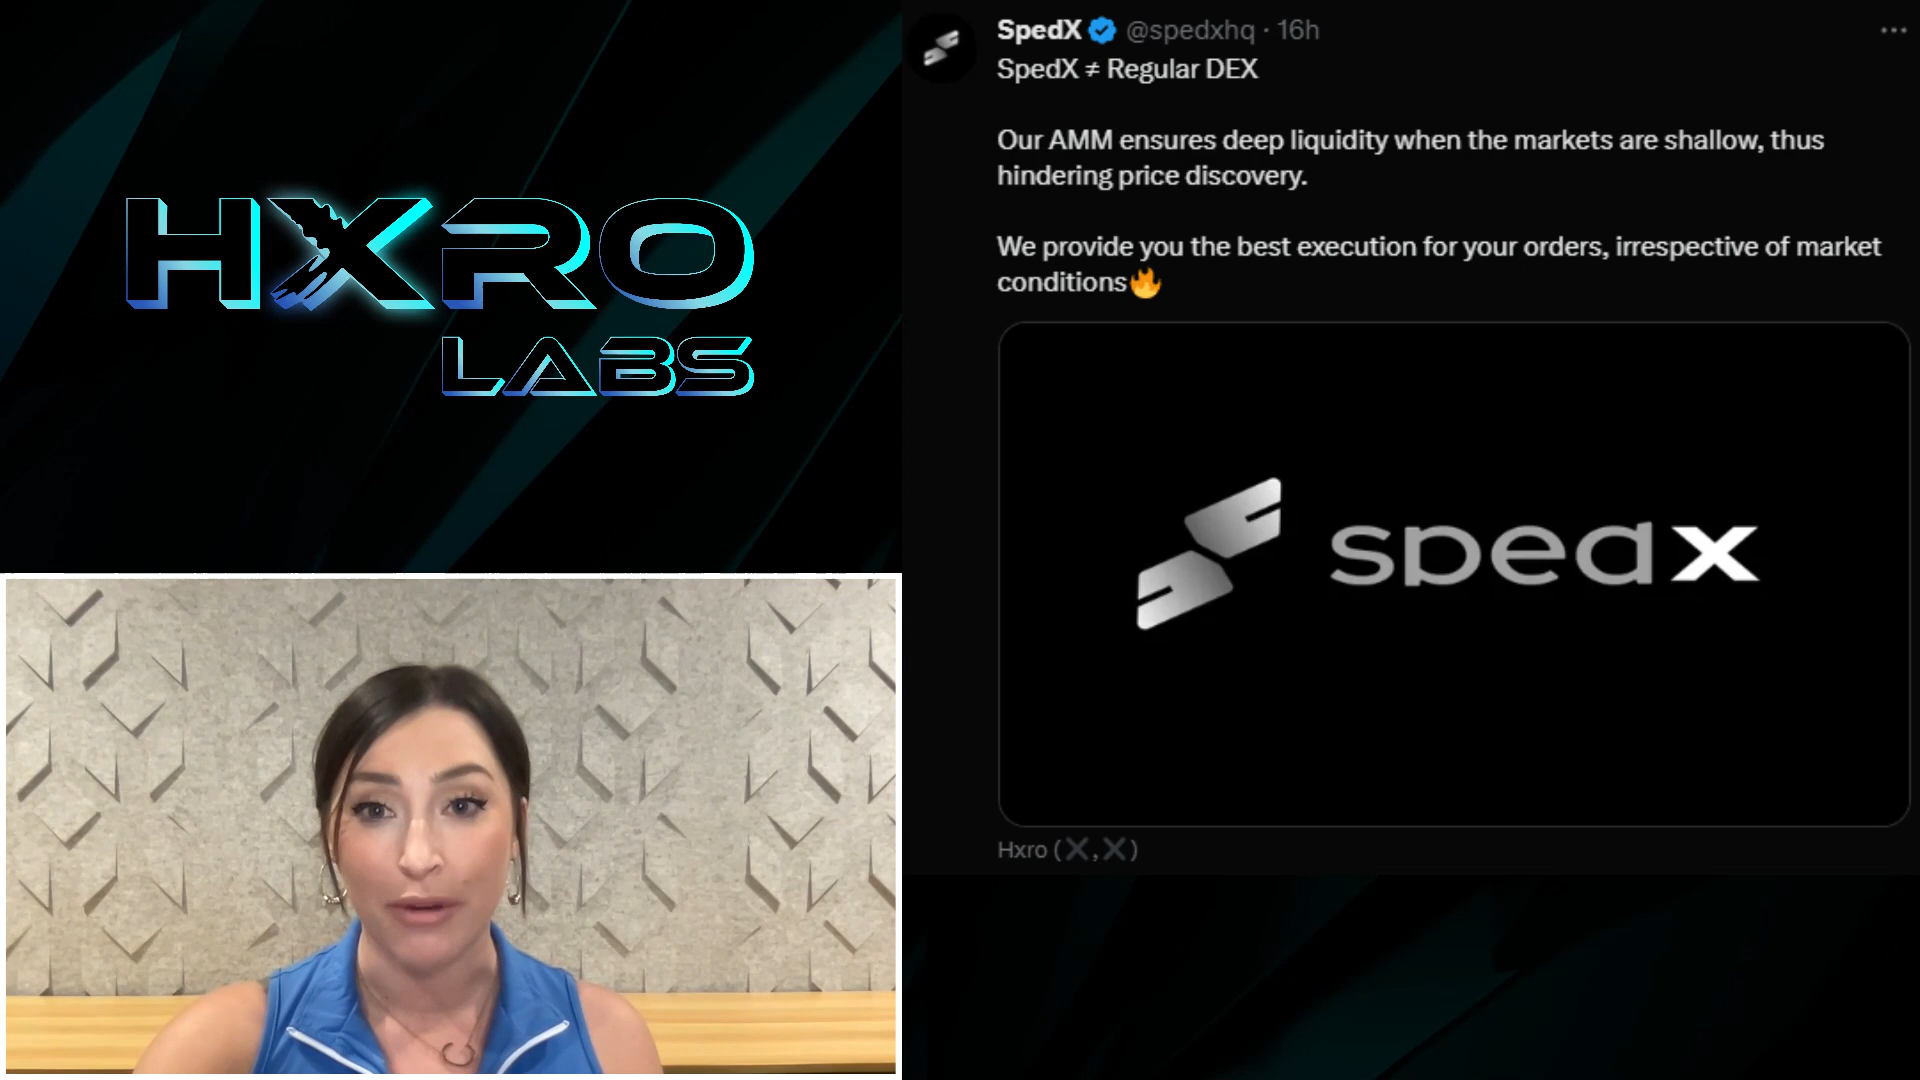 HXRO
LABS
SpedX @spedxhq · 16h
SpedX ≠ Regular DEX
Our AMM ensures deep liquidity when the markets are shallow, thus
hindering price discovery.
We provide you the best execution for your orders, irrespective of market
conditions🔥
spedx
Hxro (❌,❌)